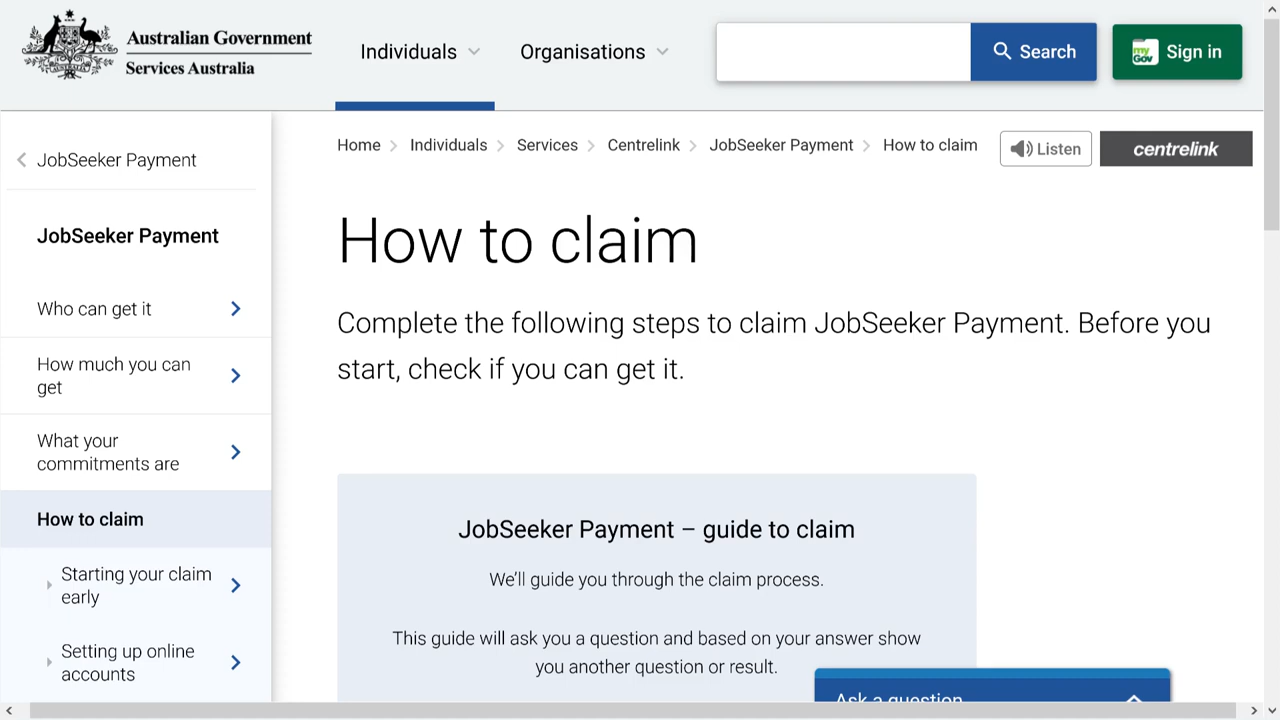 Australian Government
Services Australia
Individuals
Organisations
Search
my
Gov
Sign in
JobSeeker Payment
JobSeeker Payment
Who can get it
How much you can
get
What your
commitments are
How to claim
Starting your claim
early
Setting up online
accounts
Home
Individuals
Services
Centrelink
JobSeeker Payment
How to claim
Listen
centrelink
How to claim
Complete the following steps to claim JobSeeker Payment. Before you
start, check if you can get it.
JobSeeker Payment – guide to claim
We’ll guide you through the claim process.
This guide will ask you a question and based on your answer show
you another question or result.
Ask a question